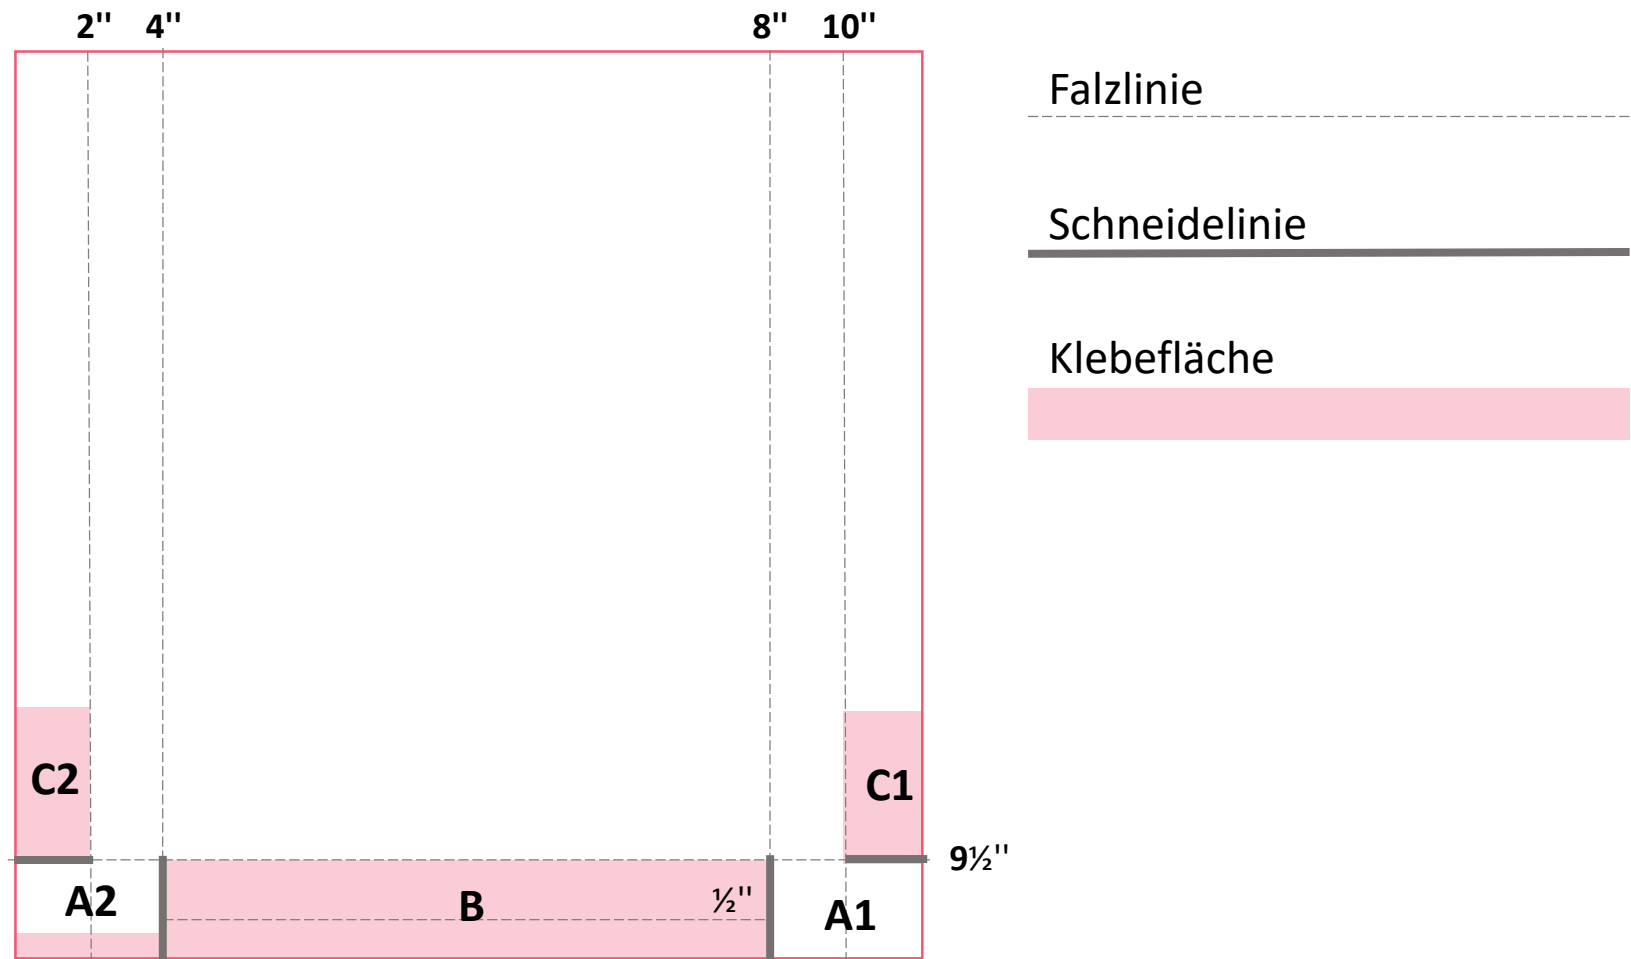 2" 4" 8" 10"
Falzlinie
Schneidelinie
Klebefläche
C2
C1
9½"
A2
B
½"
A1